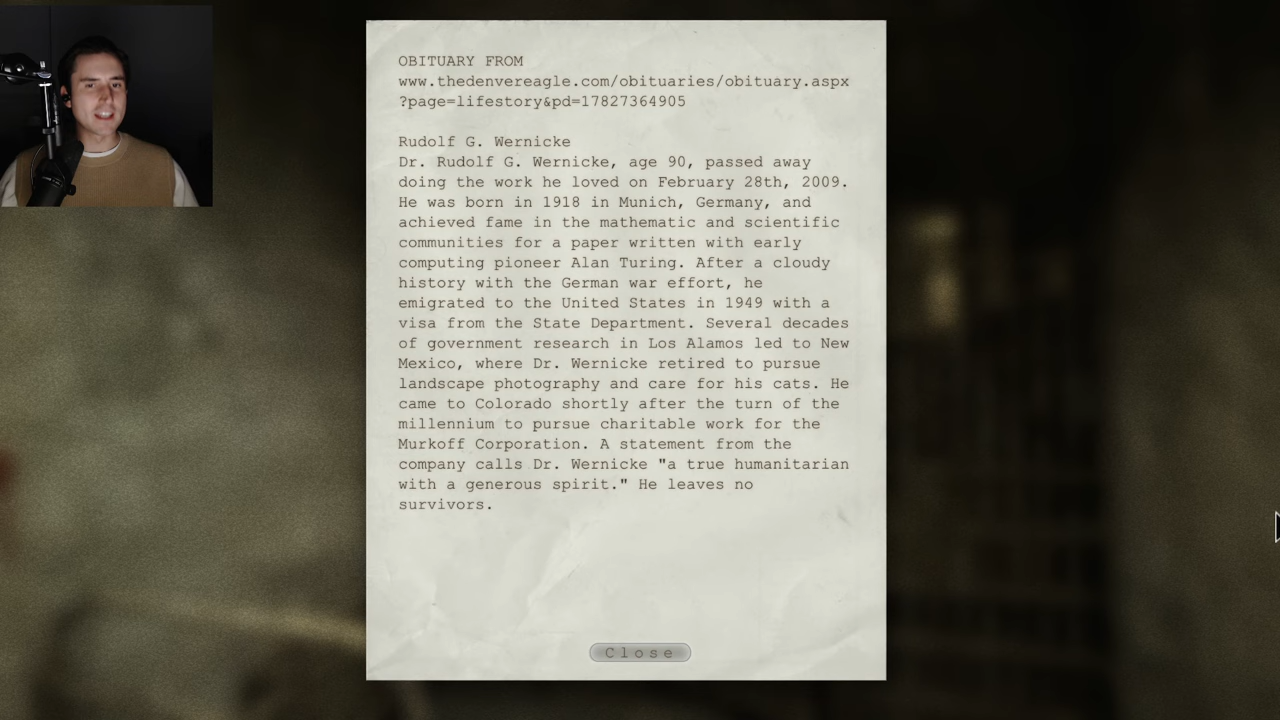 OBITUARY FROM
www.thedenvereagle.com/obituaries/obituary.aspx
?page=lifestory&pd=17827364905
Rudolf G. Wernicke
Dr. Rudolf G. Wernicke, age 90, passed away
doing the work he loved on February 28th, 2009.
He was born in 1918 in Munich, Germany, and
achieved fame in the mathematic and scientific
communities for a paper written with early
computing pioneer Alan Turing. After a cloudy
history with the German war effort, he
emigrated to the United States in 1949 with a
visa from the State Department. Several decades
of government research in Los Alamos led to New
Mexico, where Dr. Wernicke retired to pursue
landscape photography and care for his cats. He
came to Colorado shortly after the turn of the
millennium to pursue charitable work for the
Murkoff Corporation. A statement from the
company calls Dr. Wernicke "a true humanitarian
with a generous spirit." He leaves no
survivors.
Close